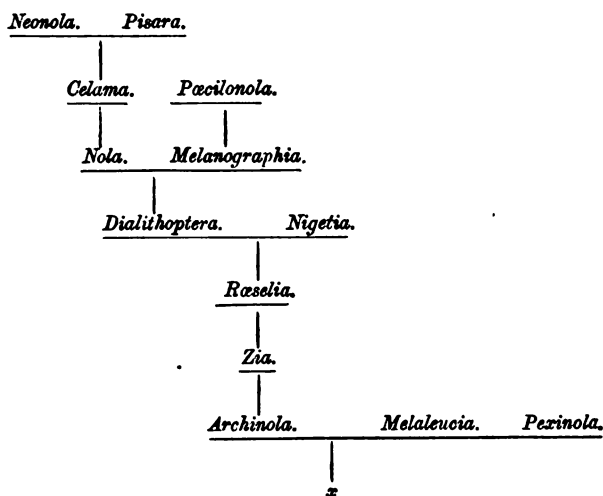 Neonola. Pisara.
Celama. Pœcilonola.
Nola. Melanographia.
Dialithoptera. Nigetia.
Rœselia.
Zia.
Archinola. Melaleucia. Pexinola.
x